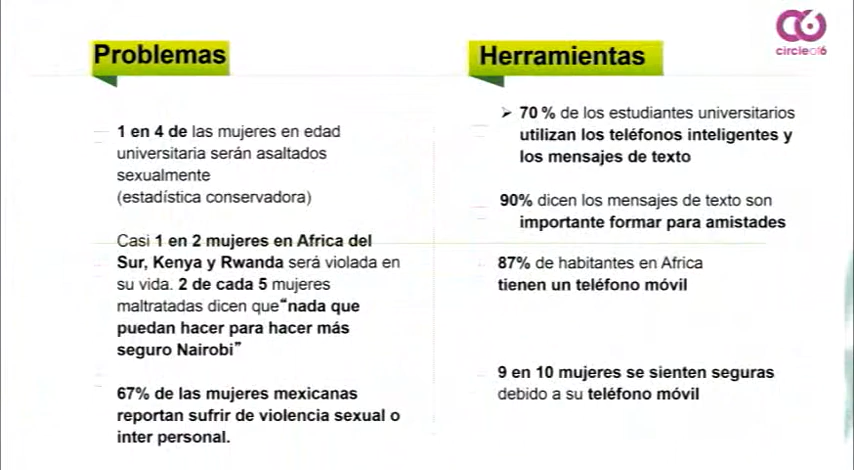 circleof6
Problemas
1 en 4 de las mujeres en edad
universitaria serán asaltados
sexualmente
(estadística conservadora)
Casi 1 en 2 mujeres en Africa del
Sur, Kenya y Rwanda será violada en
su vida. 2 de cada 5 mujeres
maltratadas dicen que “nada que
puedan hacer para hacer más
seguro Nairobi”
67% de las mujeres mexicanas
reportan sufrir de violencia sexual o
inter personal.
Herramientas
➢ 70 % de los estudiantes universitarios
utilizan los teléfonos inteligentes y
los mensajes de texto
90% dicen los mensajes de texto son
importante formar para amistades
87% de habitantes en Africa
tienen un teléfono móvil
9 en 10 mujeres se sienten seguras
debido a su teléfono móvil